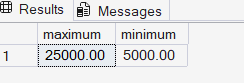 Results Messages
maximum minimum
1 25000.00 5000.00